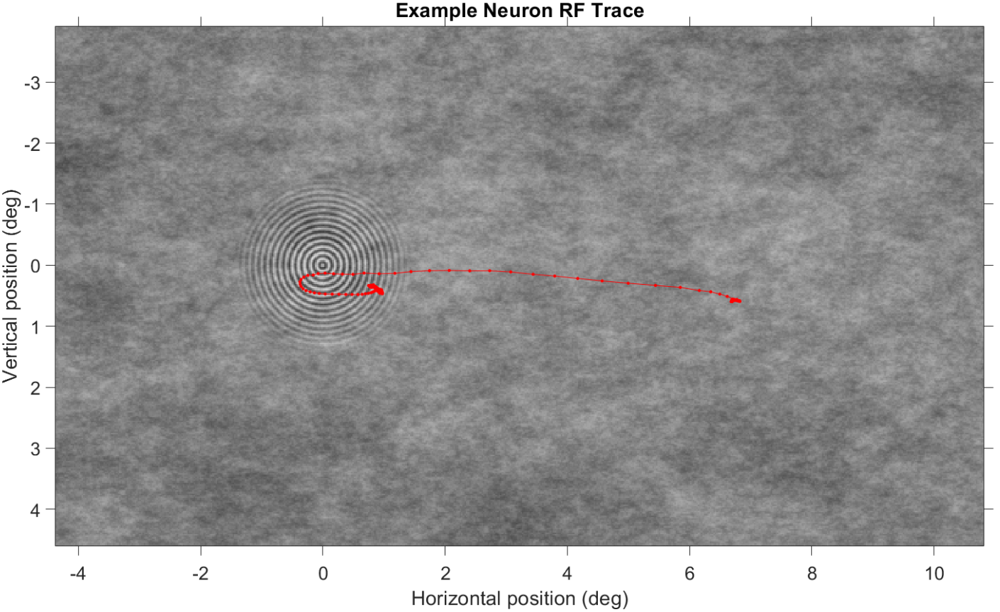 Example Neuron RF Trace
-3
-2
-1
0
1
2
3
4
Vertical position (deg)
-4 -2 0 2 4 6 8 10
Horizontal position (deg)